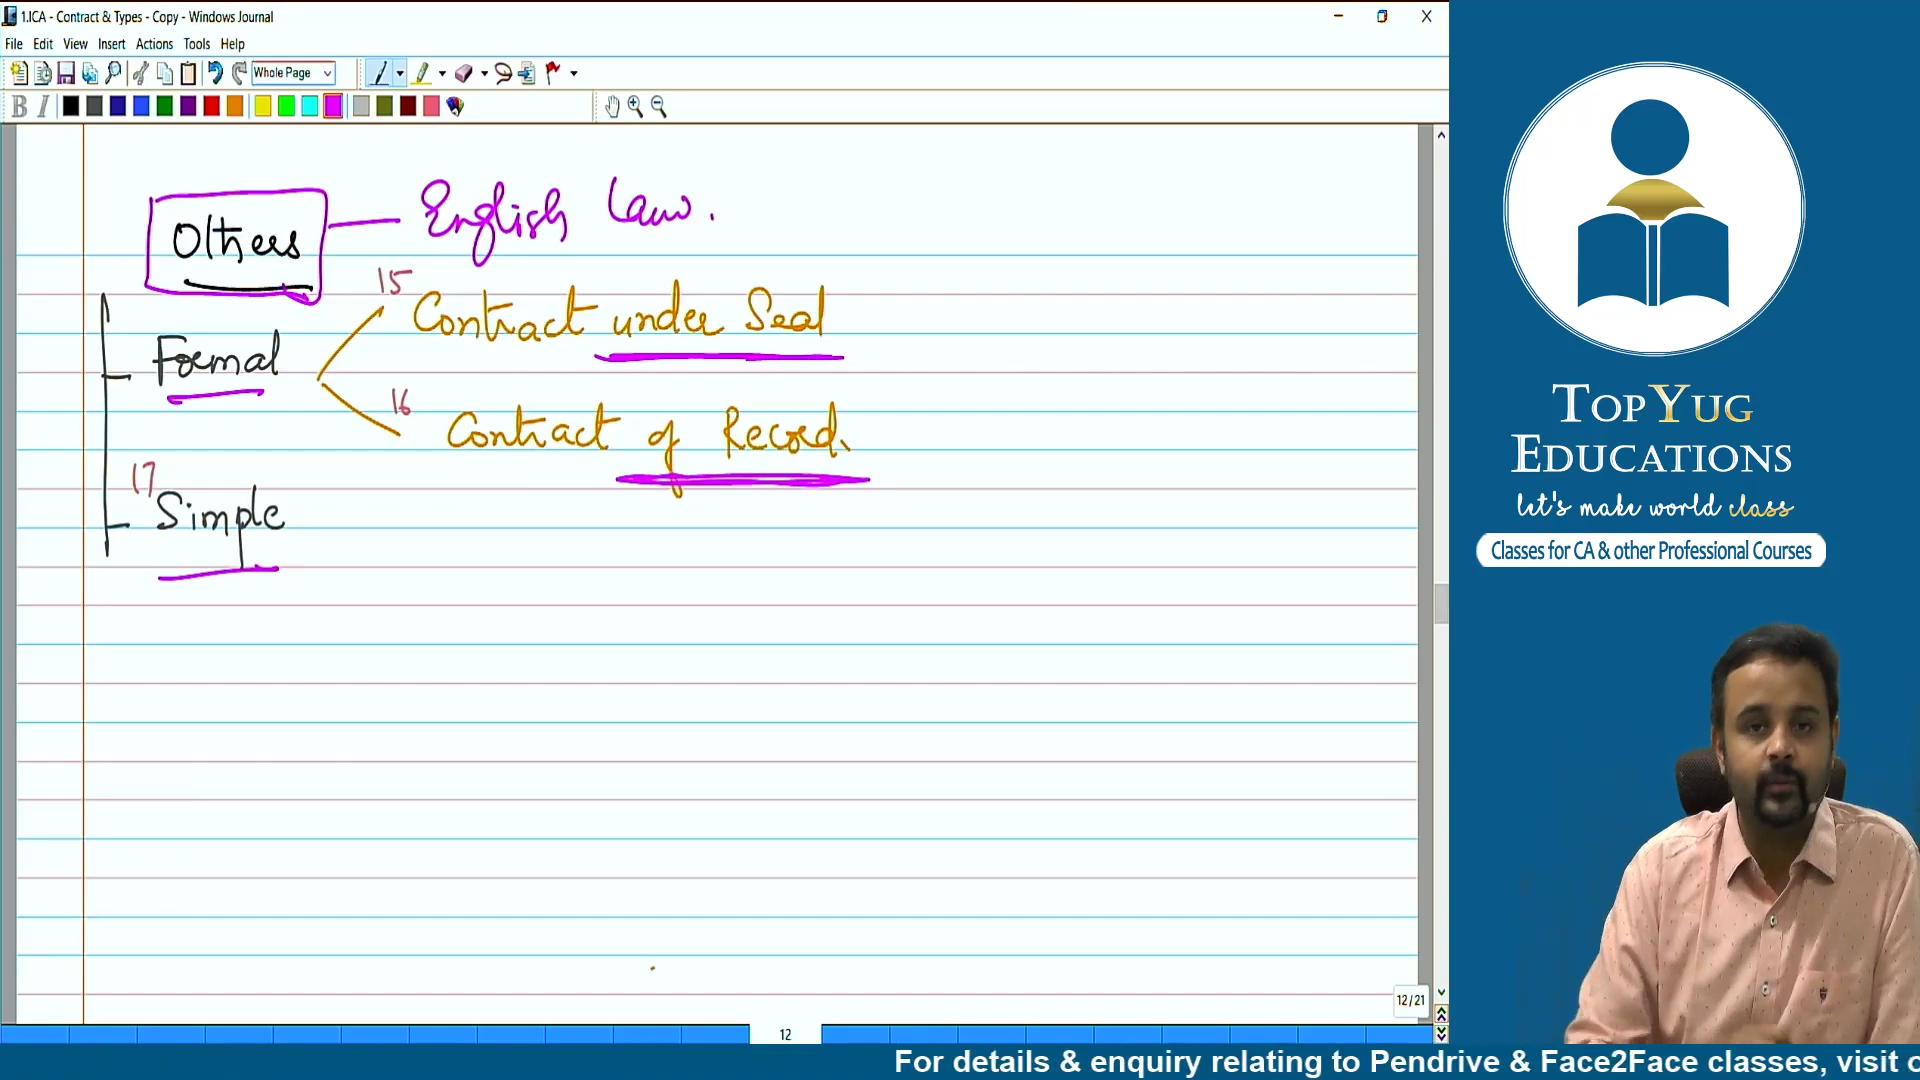 1.ICA - Contract & Types - Copy - Windows Journal
File Edit View Insert Actions Tools Help
Whole Page
B I
Others
English Law.
15
Contract under Seal
Formal
16
Contract of Record.
17
Simple
12/21
12
TopYug
Educations
let's make world class
Classes for CA & other Professional Courses
For details & enquiry relating to Pendrive & Face2Face classes, visit